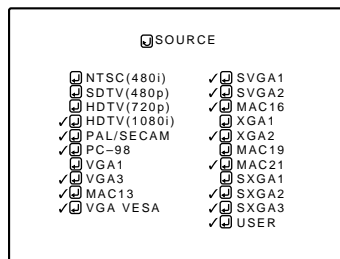 SOURCE
NTSC(480i)
SDTV(480p)
HDTV(720p)
✓ HDTV(1080i)
✓ PAL/SECAM
✓ PC–98
VGA1
✓ VGA3
✓ MAC13
✓ VGA VESA
✓ SVGA1
✓ SVGA2
✓ MAC16
XGA1
✓ XGA2
MAC19
✓ MAC21
SXGA1
✓ SXGA2
✓ SXGA3
✓ USER